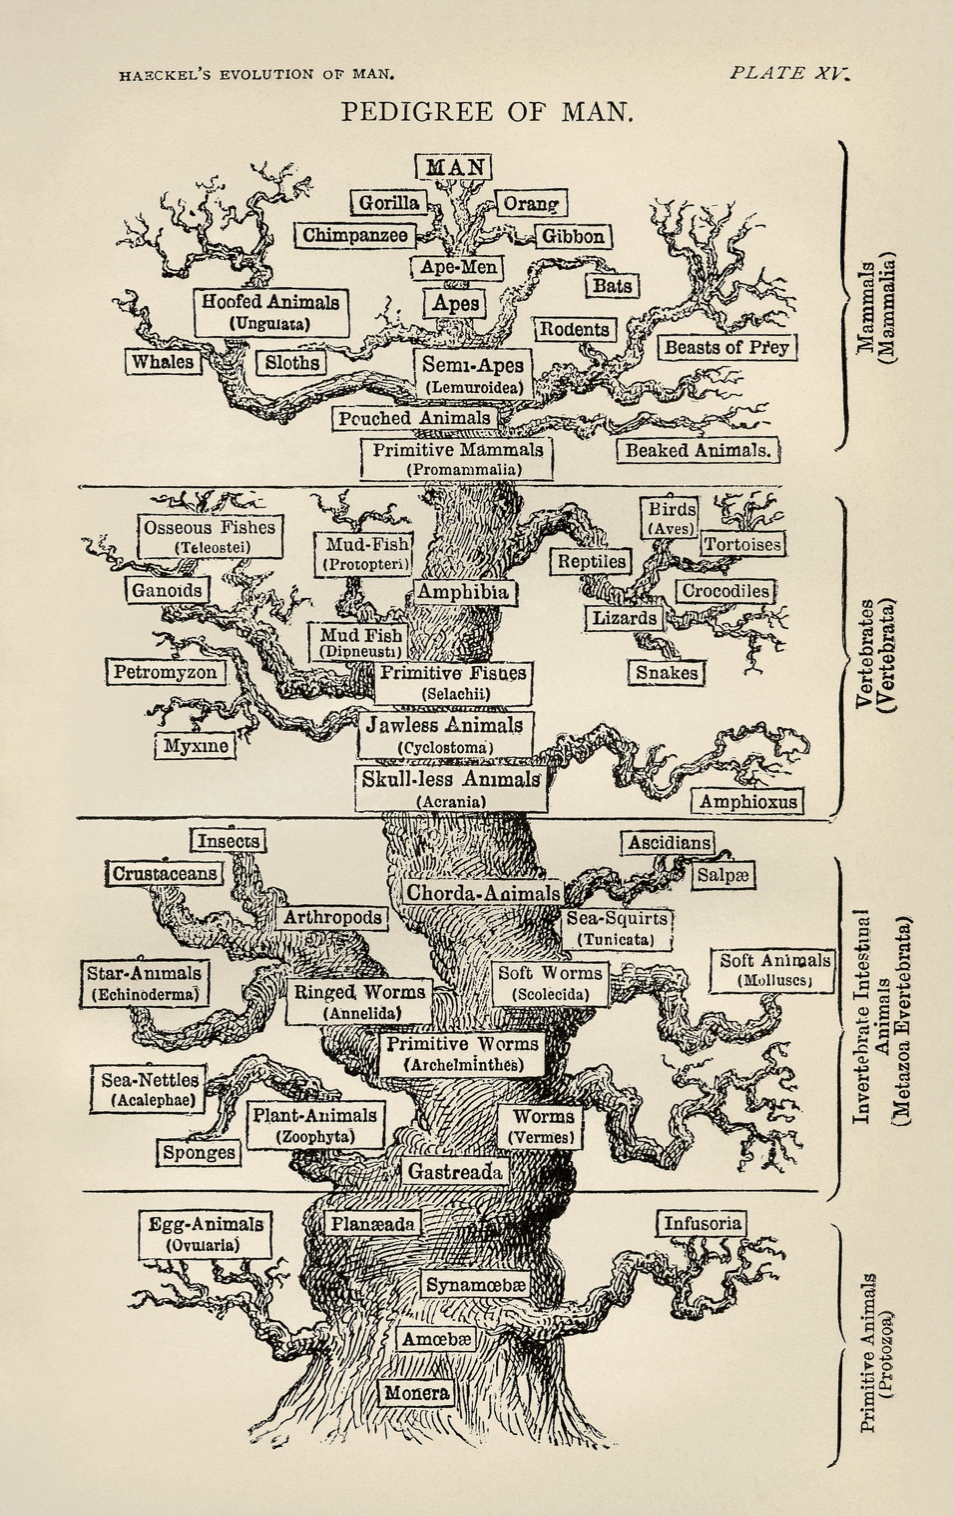 HAECKEL'S EVOLUTION OF MAN.
PLATE XV.
PEDIGREE OF MAN.
MAN
Gorilla
Orang
Chimpanzee
Gibbon
Ape-Men
Bats
Hoofed Animals
(Ungulata)
Apes
Rodents
Beasts of Prey
Whales
Sloths
Semi-Apes
(Lemuroidea)
Pouched Animals
Primitive Mammals
(Promammalia)
Beaked Animals.
Mammals
(Mammalia)
Osseous Fishes
(Teleostei)
Mud-Fish
(Protopteri)
Birds
(Aves)
Tortoises
Reptiles
Ganoids
Amphibia
Crocodiles
Lizards
Mud Fish
(Dipneusti)
Petromyzon
Primitive Fishes
(Selachii)
Snakes
Jawless Animals
(Cyclostoma)
Myxine
Skull-less Animals
(Acrania)
Amphioxus
Vertebrates
(Vertebrata)
Insects
Ascidians
Crustaceans
Salpæ
Chorda-Animals
Arthropods
Sea-Squirts
(Tunicata)
Star-Animals
(Echinoderma)
Soft Worms
(Scolecida)
Soft Animals
(Molluscs)
Ringed Worms
(Annelida)
Primitive Worms
(Archelminthes)
Sea-Nettles
(Acalephae)
Plant-Animals
(Zoophyta)
Worms
(Vermes)
Sponges
Gastreada
Invertebrate Intestinal
Animals
(Metazoa Evertebrata)
Egg-Animals
(Ovularia)
Planæada
Infusoria
Synamœbæ
Amœbæ
Monera
Primitive Animals
(Protozoa)